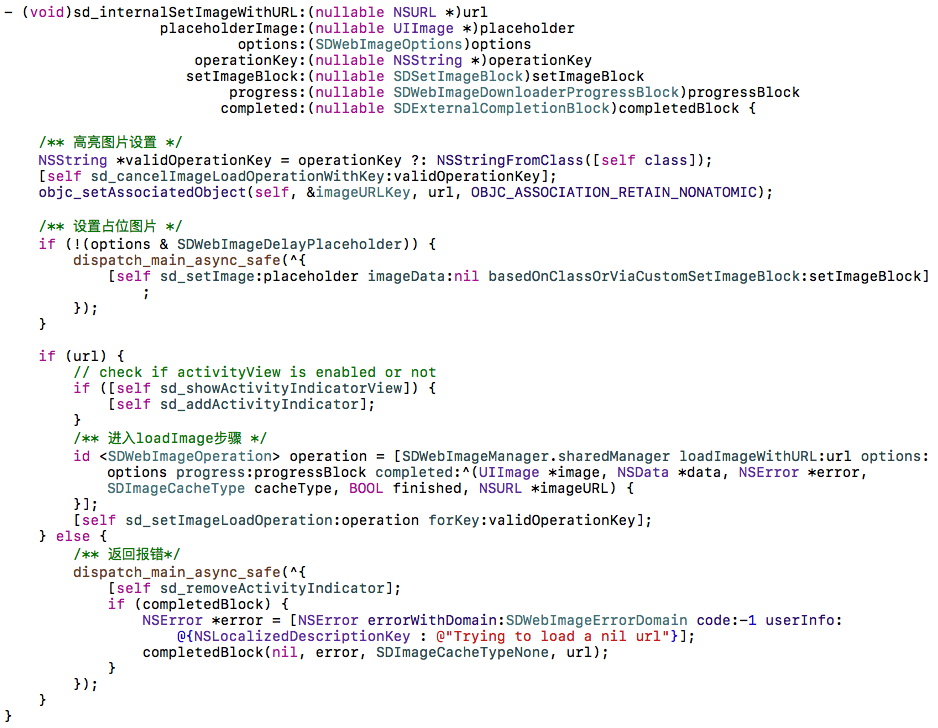 - (void)sd_internalSetImageWithURL:(nullable NSURL *)url
placeholderImage:(nullable UIImage *)placeholder
options:(SDWebImageOptions)options
operationKey:(nullable NSString *)operationKey
setImageBlock:(nullable SDSetImageBlock)setImageBlock
progress:(nullable SDWebImageDownloaderProgressBlock)progressBlock
completed:(nullable SDExternalCompletionBlock)completedBlock {
/** 高亮图片设置 */
NSString *validOperationKey = operationKey ?: NSStringFromClass([self class]);
[self sd_cancelImageLoadOperationWithKey:validOperationKey];
objc_setAssociatedObject(self, &imageURLKey, url, OBJC_ASSOCIATION_RETAIN_NONATOMIC);
/** 设置占位图片 */
if (!(options & SDWebImageDelayPlaceholder)) {
dispatch_main_async_safe(^{
[self sd_setImage:placeholder imageData:nil basedOnClassOrViaCustomSetImageBlock:setImageBlock]
;
});
}
if (url) {
// check if activityView is enabled or not
if ([self sd_showActivityIndicatorView]) {
[self sd_addActivityIndicator];
}
/** 进入loadImage步骤 */
id <SDWebImageOperation> operation = [SDWebImageManager.sharedManager loadImageWithURL:url options:
options progress:progressBlock completed:^(UIImage *image, NSData *data, NSError *error,
SDImageCacheType cacheType, BOOL finished, NSURL *imageURL) {
}];
[self sd_setImageLoadOperation:operation forKey:validOperationKey];
} else {
/** 返回报错*/
dispatch_main_async_safe(^{
[self sd_removeActivityIndicator];
if (completedBlock) {
NSError *error = [NSError errorWithDomain:SDWebImageErrorDomain code:-1 userInfo:
@{NSLocalizedDescriptionKey : @"Trying to load a nil url"}];
completedBlock(nil, error, SDImageCacheTypeNone, url);
}
});
}
}